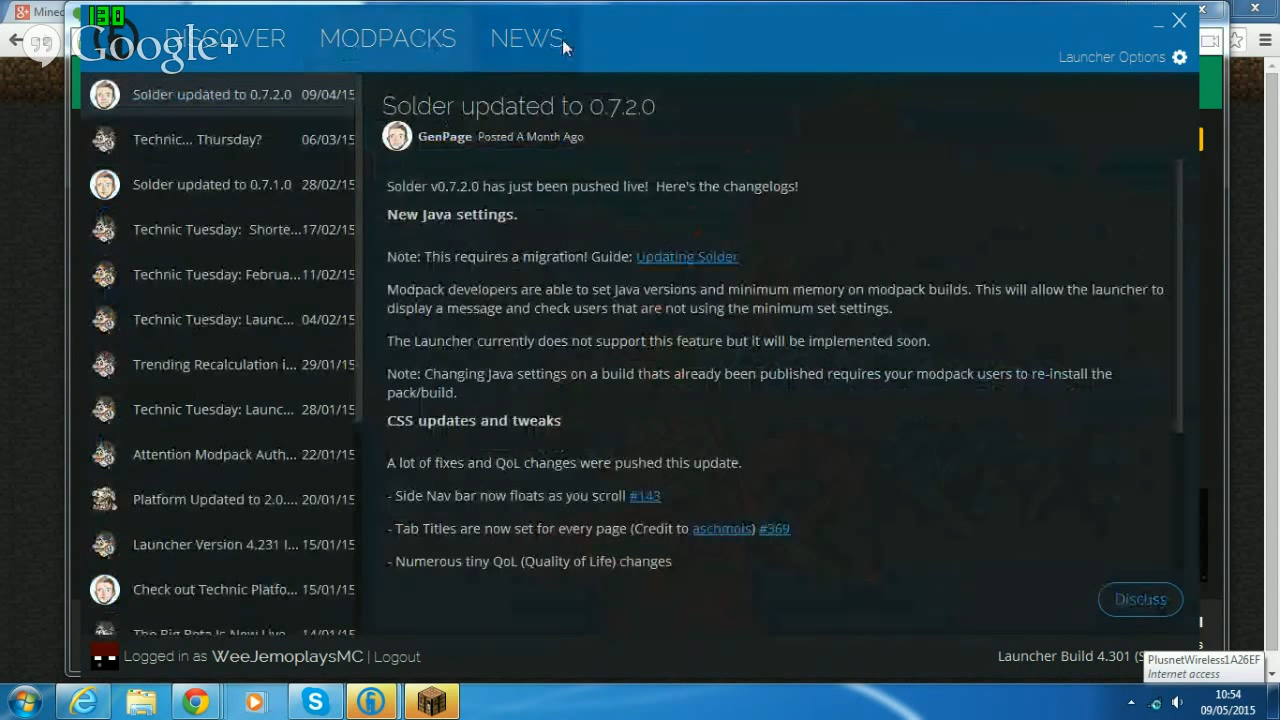 Minec
130
Google+
DISCOVER
MODPACKS
NEWS
Launcher Options
Solder updated to 0.7.2.0 09/04/15
Technic... Thursday? 06/03/15
Solder updated to 0.7.1.0 28/02/15
Technic Tuesday: Shorte... 17/02/15
Technic Tuesday: Februa... 11/02/15
Technic Tuesday: Launc... 04/02/15
Trending Recalculation i... 29/01/15
Technic Tuesday: Launc... 28/01/15
Attention Modpack Auth... 22/01/15
Platform Updated to 2.0.... 20/01/15
Launcher Version 4.231 I... 15/01/15
Check out Technic Platfo... 15/01/15
The Big Beta Is Now Live 14/01/15
Solder updated to 0.7.2.0
GenPage Posted A Month Ago
Solder v0.7.2.0 has just been pushed live! Here's the changelogs!
New Java settings.
Note: This requires a migration! Guide: Updating Solder
Modpack developers are able to set Java versions and minimum memory on modpack builds. This will allow the launcher to
display a message and check users that are not using the minimum set settings.
The Launcher currently does not support this feature but it will be implemented soon.
Note: Changing Java settings on a build thats already been published requires your modpack users to re-install the
pack/build.
CSS updates and tweaks
A lot of fixes and QoL changes were pushed this update.
- Side Nav bar now floats as you scroll #143
- Tab Titles are now set for every page (Credit to aschmois) #369
- Numerous tiny QoL (Quality of Life) changes
Discuss
Logged in as WeeJemoplaysMC | Logout
Launcher Build 4.301 (S
PlusnetWireless1A26EF
Internet access
10:54
09/05/2015